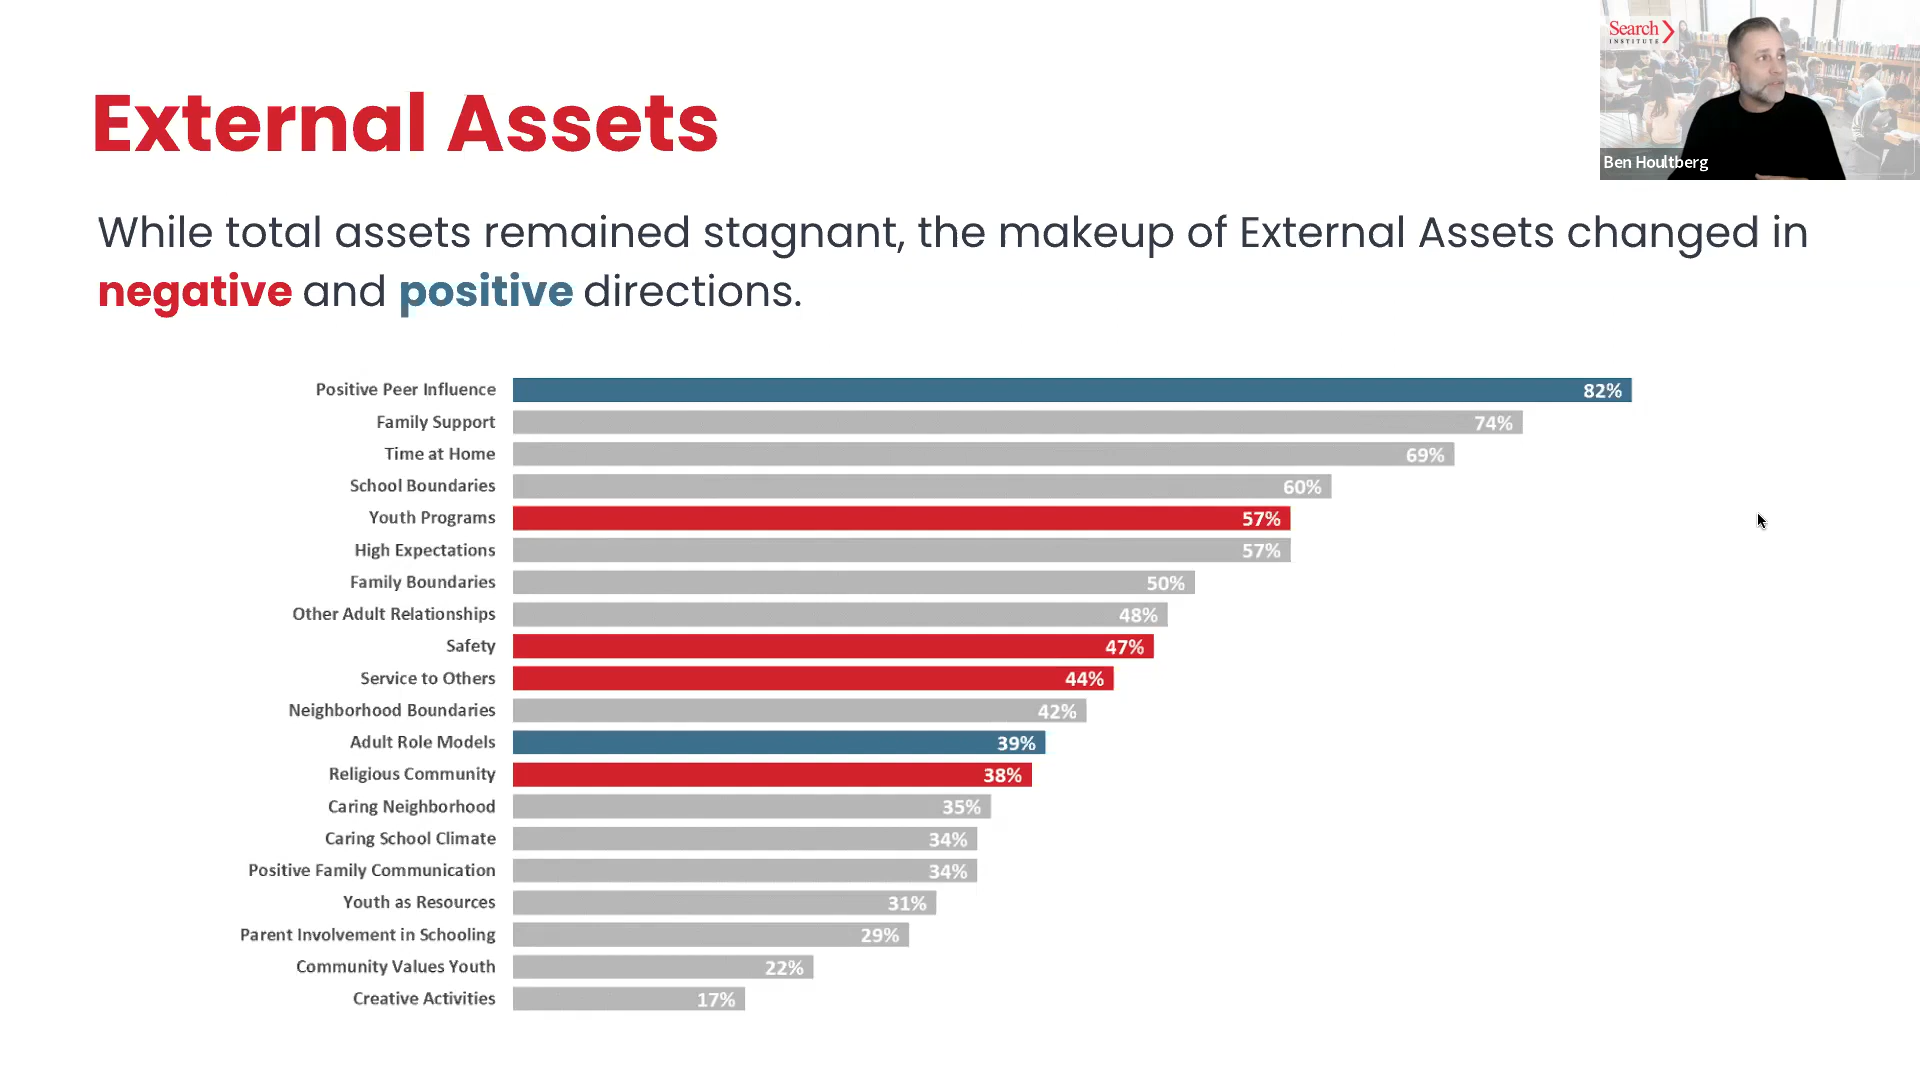 Search
INSTITUTE
Ben Houltberg
External Assets
While total assets remained stagnant, the makeup of External Assets changed in
negative and positive directions.
Positive Peer Influence 82%
Family Support 74%
Time at Home 69%
School Boundaries 60%
Youth Programs 57%
High Expectations 57%
Family Boundaries 50%
Other Adult Relationships 48%
Safety 47%
Service to Others 44%
Neighborhood Boundaries 42%
Adult Role Models 39%
Religious Community 38%
Caring Neighborhood 35%
Caring School Climate 34%
Positive Family Communication 34%
Youth as Resources 31%
Parent Involvement in Schooling 29%
Community Values Youth 22%
Creative Activities 17%